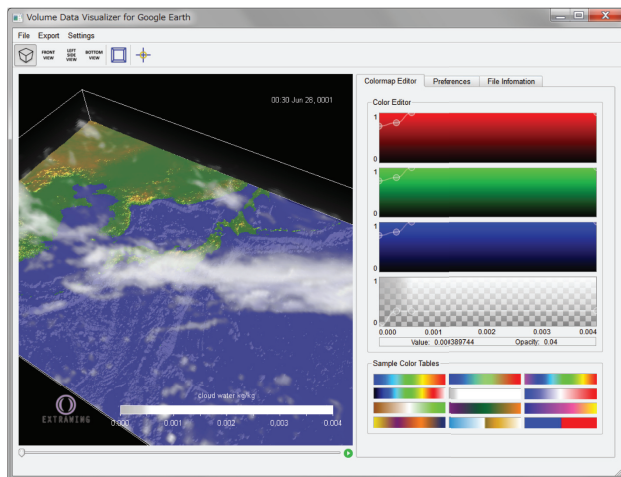 Volume Data Visualizer for Google Earth
File Export Settings
FRONT VIEW LEFT SIDE VIEW BOTTOM VIEW
Colormap Editor Preferences File Infomation
00:30 Jun 28, 0001
Color Editor
1
0
1
0
1
0
1
0
0.000 0.001 0.002 0.003 0.004
Value: 0.004389744 Opacity: 0.04
Sample Color Tables
cloud water kg/kg
0.000 0.001 0.002 0.003 0.004
EXTRAWING